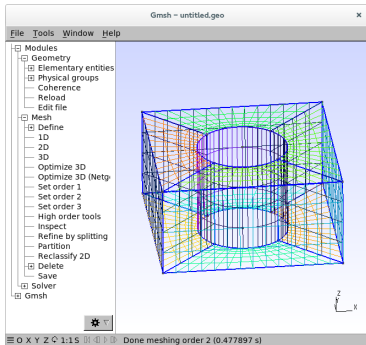 Gmsh - untitled.geo
File Tools Window Help
Modules
Geometry
Elementary entities
Physical groups
Coherence
Reload
Edit file
Mesh
Define
1D
2D
3D
Optimize 3D
Optimize 3D (Netg
Set order 1
Set order 2
Set order 3
High order tools
Inspect
Refine by splitting
Partition
Reclassify 2D
Delete
Save
Solver
Gmsh
Z
Y
X
O X Y Z 1:1 S Done meshing order 2 (0.477897 s)